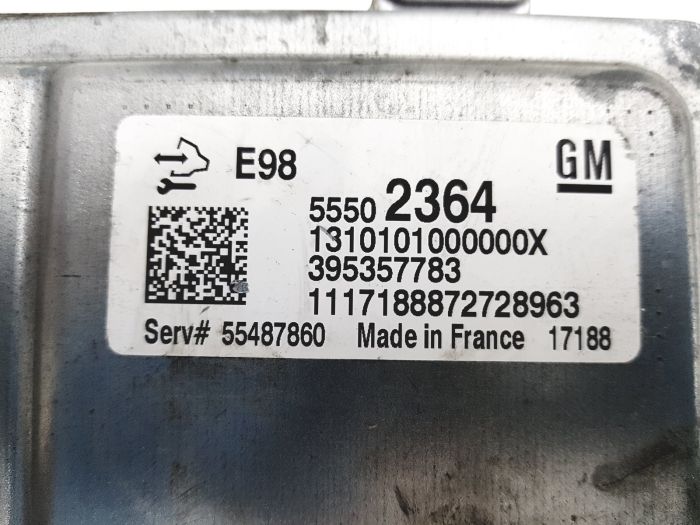 E98
GM
5550 2364
1310101000000X
395357783
1117188872728963
Serv# 55487860 Made in France 17188